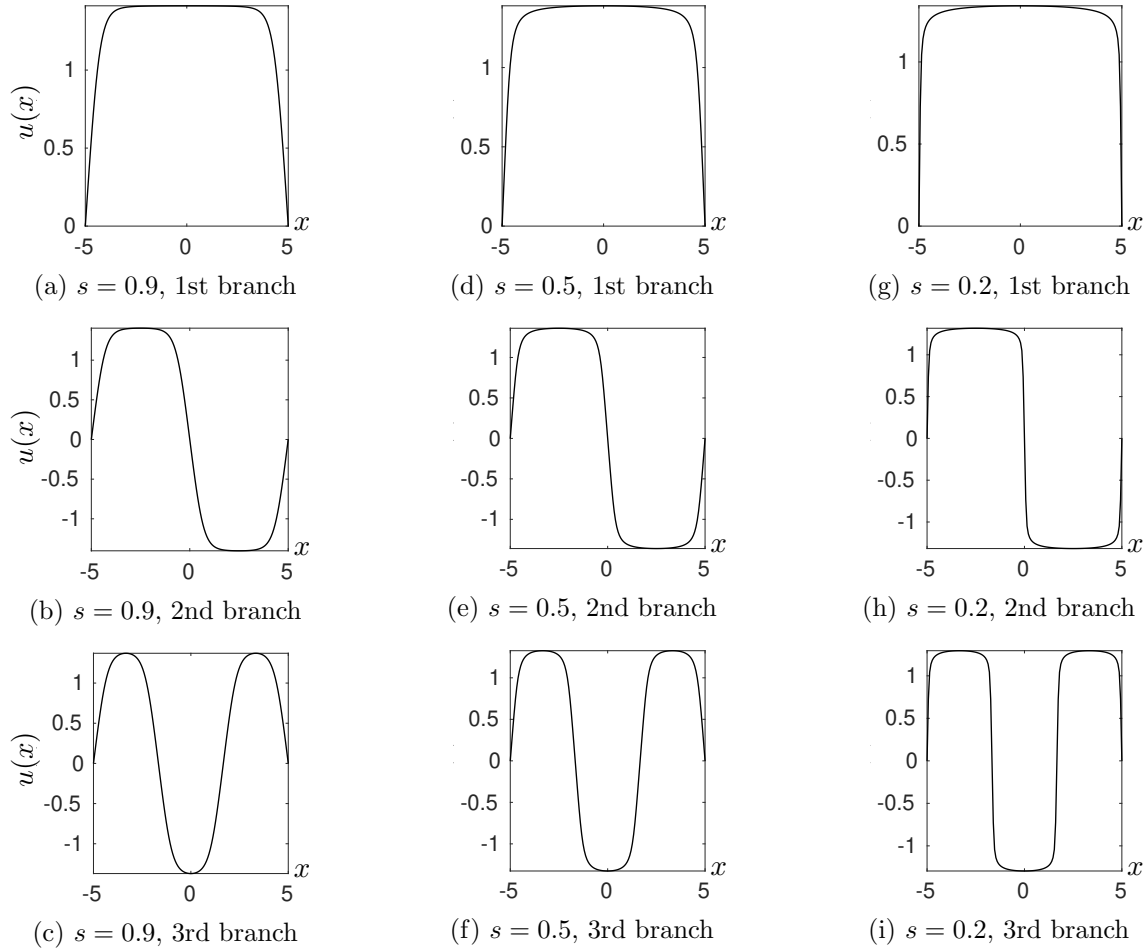 u(x)
1
0.5
0
-5 0 5
x
(a) s = 0.9, 1st branch
1
0.5
0
-5 0 5
x
(d) s = 0.5, 1st branch
1
0.5
0
-5 0 5
x
(g) s = 0.2, 1st branch
u(x)
1
0.5
0
-0.5
-1
-5 0 5
x
(b) s = 0.9, 2nd branch
1
0.5
0
-0.5
-1
-5 0 5
x
(e) s = 0.5, 2nd branch
1
0.5
0
-0.5
-1
-5 0 5
x
(h) s = 0.2, 2nd branch
u(x)
1
0.5
0
-0.5
-1
-5 0 5
x
(c) s = 0.9, 3rd branch
1
0.5
0
-0.5
-1
-5 0 5
x
(f) s = 0.5, 3rd branch
1
0.5
0
-0.5
-1
-5 0 5
x
(i) s = 0.2, 3rd branch